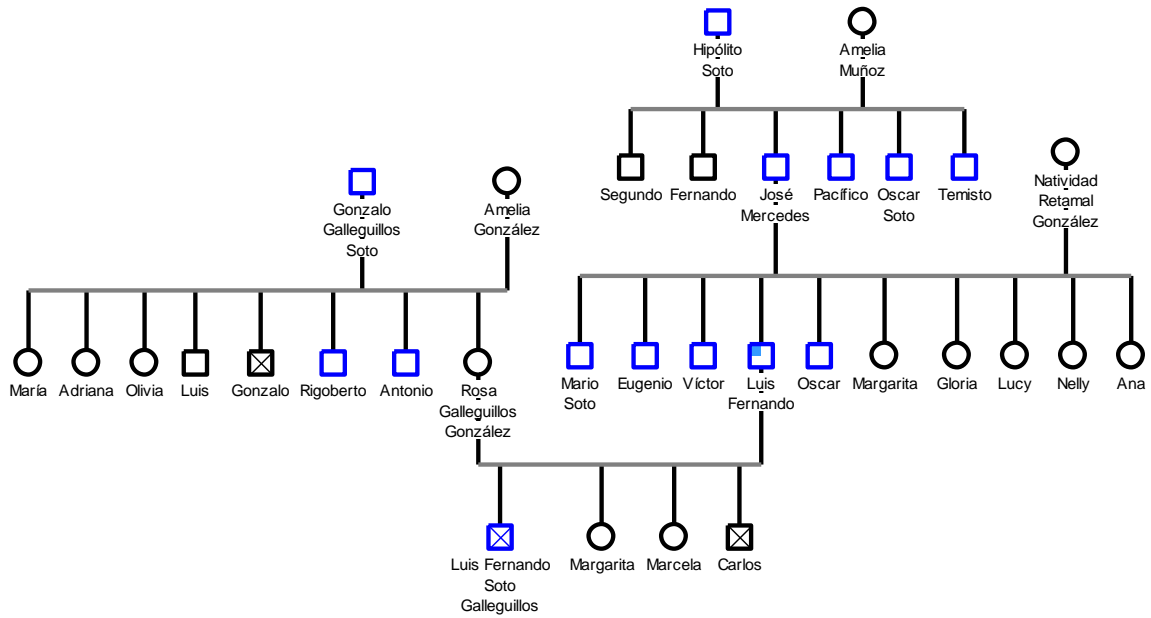 Hipólito
Soto
Amelia
Muñoz
Segundo
Fernando
José
Mercedes
Pacífico
Oscar
Soto
Temisto
Natividad
Retamal
González
Gonzalo
Galleguillos
Soto
Amelia
González
María
Adriana
Olivia
Luis
Gonzalo
Rigoberto
Antonio
Rosa
Galleguillos
González
Mario
Soto
Eugenio
Víctor
Luis
Fernando
Oscar
Margarita
Gloria
Lucy
Nelly
Ana
Luis Fernando
Soto
Galleguillos
Margarita
Marcela
Carlos